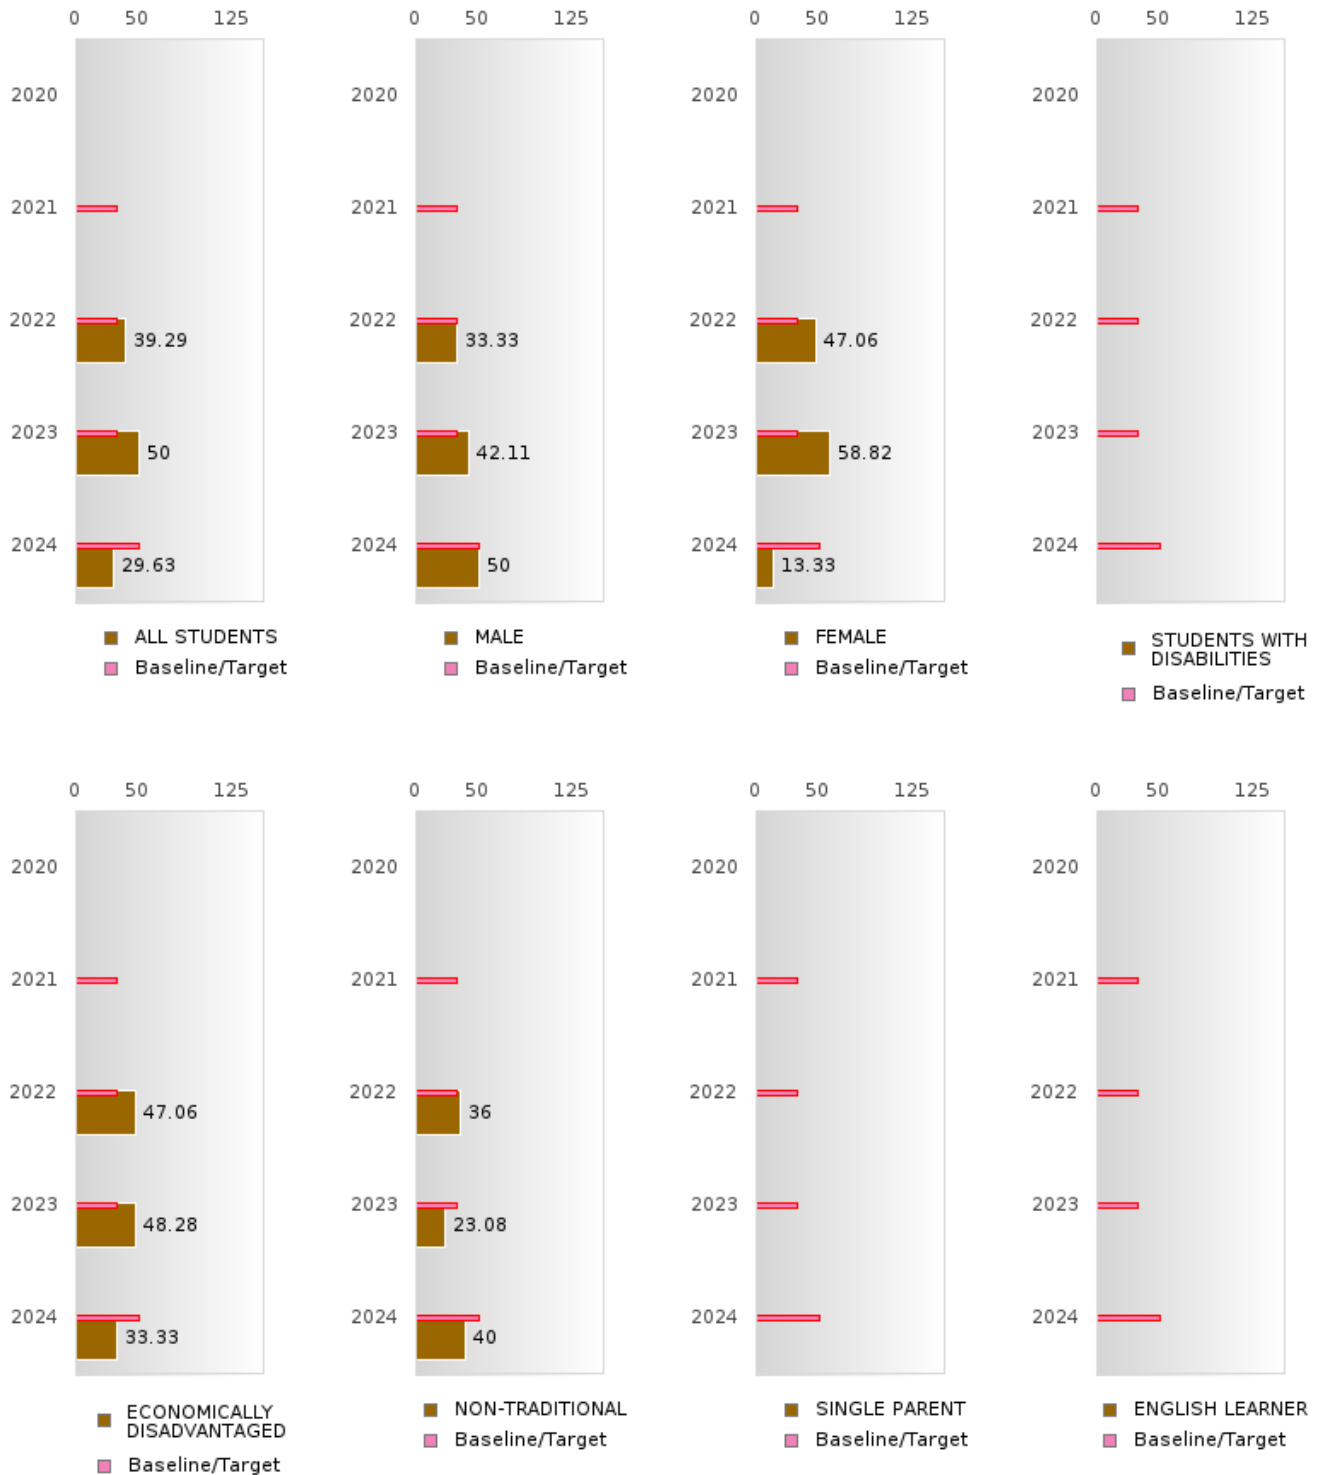 0 50 125
2020
2021
2022 39.29
2023 50
2024 29.63
ALL STUDENTS
Baseline/Target
0 50 125
2020
2021
2022 33.33
2023 42.11
2024 50
MALE
Baseline/Target
0 50 125
2020
2021
2022 47.06
2023 58.82
2024 13.33
FEMALE
Baseline/Target
0 50 125
2020
2021
2022
2023
2024
STUDENTS WITH
DISABILITIES
Baseline/Target
0 50 125
2020
2021
2022 47.06
2023 48.28
2024 33.33
ECONOMICALLY
DISADVANTAGED
Baseline/Target
0 50 125
2020
2021
2022 36
2023 23.08
2024 40
NON-TRADITIONAL
Baseline/Target
0 50 125
2020
2021
2022
2023
2024
SINGLE PARENT
Baseline/Target
0 50 125
2020
2021
2022
2023
2024
ENGLISH LEARNER
Baseline/Target